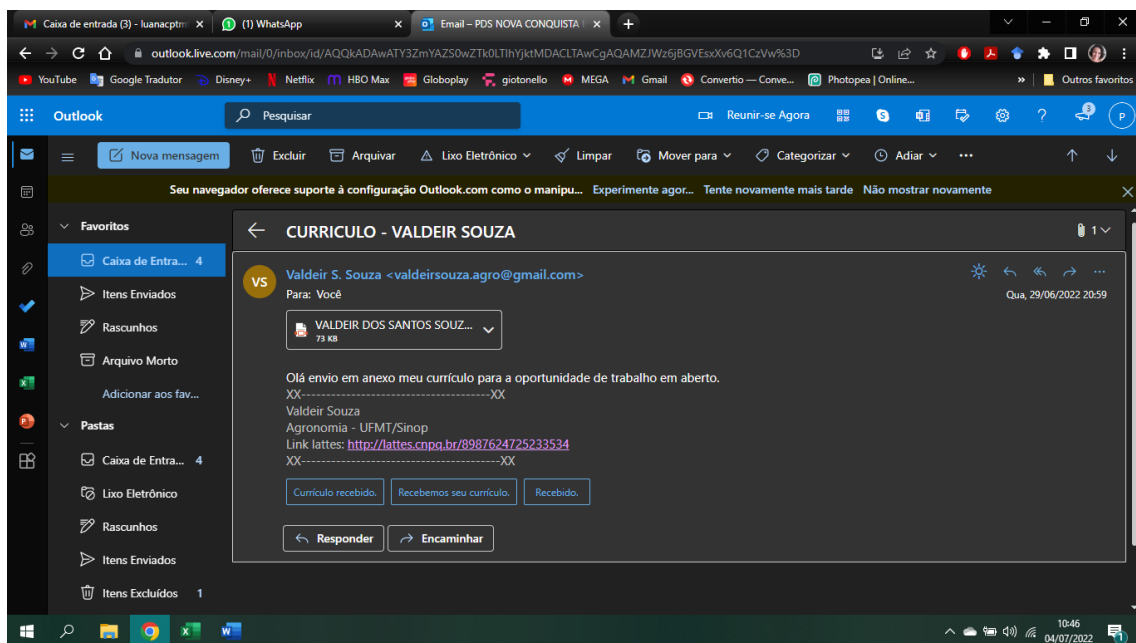 Caixa de entrada (3) - luanacptm
(1) WhatsApp
Email – PDS NOVA CONQUISTA
outlook.live.com/mail/0/inbox/id/AQQkADAwATY3ZmYAZS0wZTk0LTlhYjktMDACLTAwCgAQAMZJWz6jBGVEsxXv6Q1CzVw%3D
YouTube Google Tradutor Disney+ Netflix HBO Max Globoplay giotonello MEGA Gmail Convertio — Conve... Photopea | Online... » Outros favoritos
Outlook Pesquisar Reunir-se Agora 3 P
Nova mensagem Excluir Arquivar Lixo Eletrônico Limpar Mover para Categorizar Adiar
Seu navegador oferece suporte à configuração Outlook.com como o manipu... Experimente agor... Tente novamente mais tarde Não mostrar novamente
Favoritos
Caixa de Entra... 4
Itens Enviados
Rascunhos
Arquivo Morto
Adicionar aos fav...
Pastas
Caixa de Entra... 4
Lixo Eletrônico
Rascunhos
Itens Enviados
Itens Excluídos 1
CURRICULO - VALDEIR SOUZA
1
VS
Valdeir S. Souza <valdeirsouza.agro@gmail.com>
Para: Você
Qua, 29/06/2022 20:59
VALDEIR DOS SANTOS SOUZ...
73 KB
Olá envio em anexo meu currículo para a oportunidade de trabalho em aberto.
XX--------------------------------------XX
Valdeir Souza
Agronomia - UFMT/Sinop
Link lattes: http://lattes.cnpq.br/8987624725233534
XX----------------------------------------XX
Currículo recebido. Recebemos seu currículo. Recebido.
Responder Encaminhar
10:46
04/07/2022